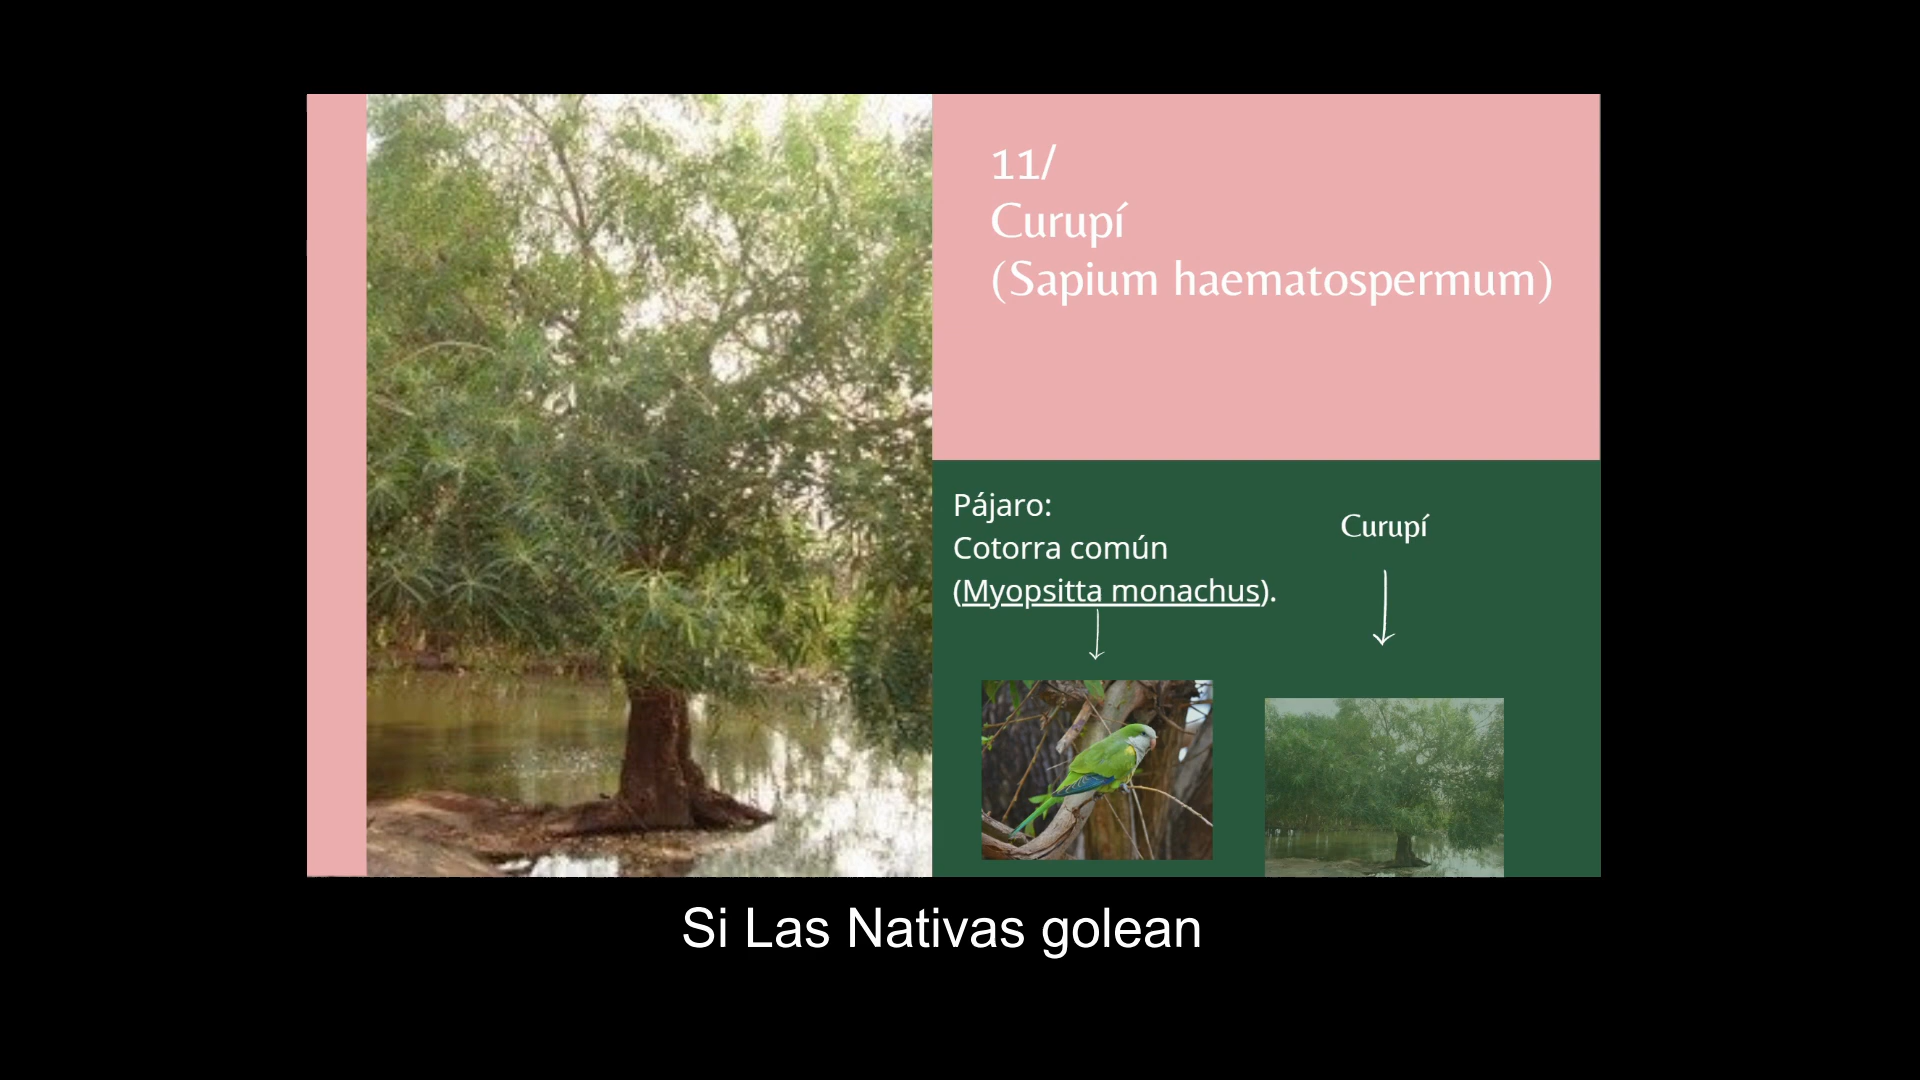 11/
Curupí
(Sapium haematospermum)
Pájaro:
Cotorra común
(Myopsitta monachus).
Curupí
Si Las Nativas golean